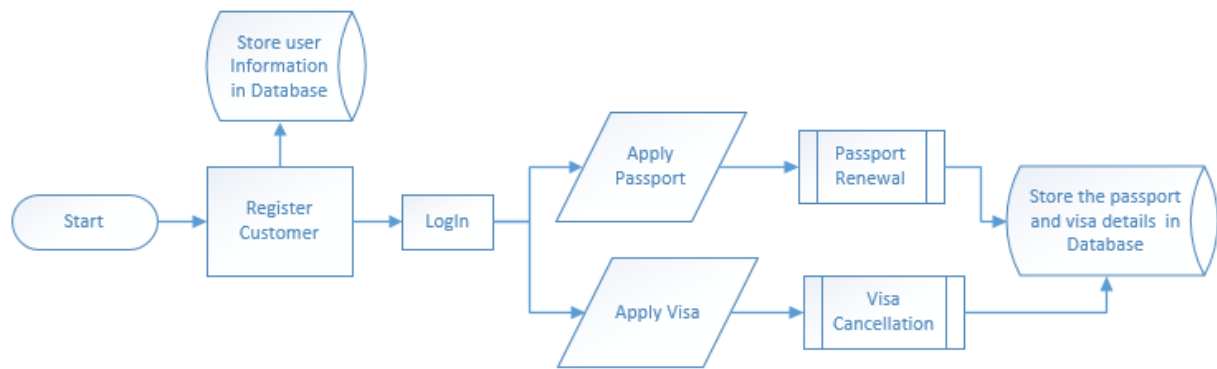 Store user
Information
in Database
Start
Register
Customer
LogIn
Apply
Passport
Passport
Renewal
Store the passport
and visa details in
Database
Apply Visa
Visa
Cancellation